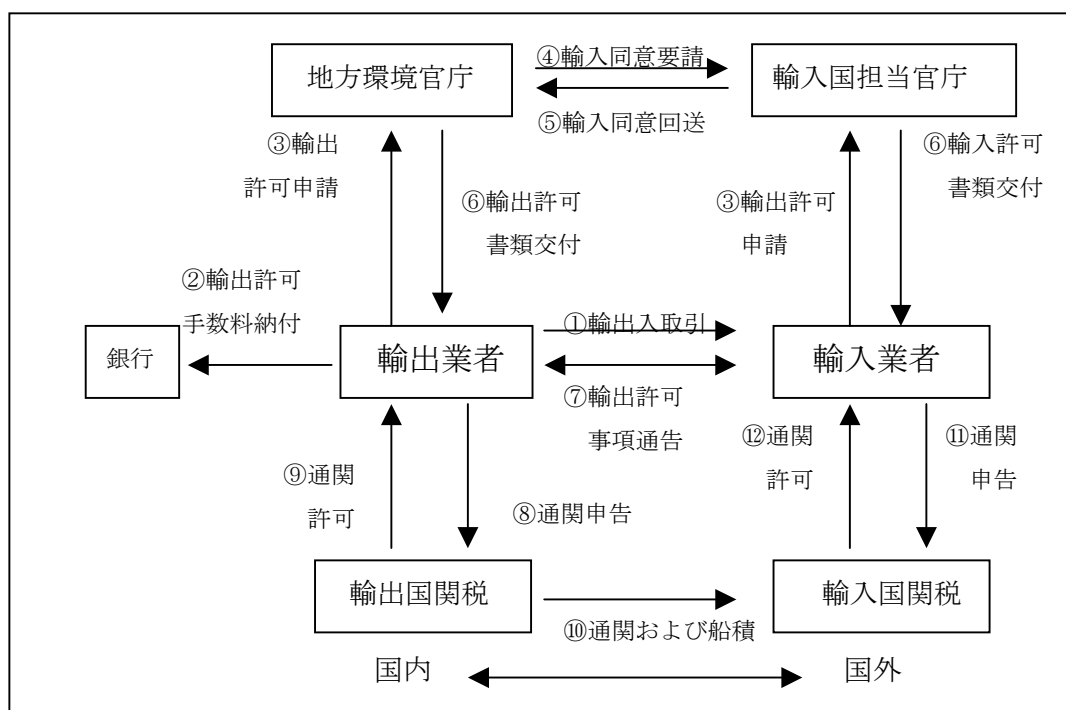 ④輸入同意要請
地方環境官庁
輸入国担当官庁
⑤輸入同意回送
③輸出
許可申請
⑥輸出許可
書類交付
③輸出許可
申請
⑥輸入許可
書類交付
②輸出許可
手数料納付
①輸出入取引
銀行
輸出業者
輸入業者
⑦輸出許可
事項通告
⑨通関
許可
⑧通関申告
⑫通関
許可
⑪通関
申告
輸出国関税
輸入国関税
⑩通関および船積
国内
国外